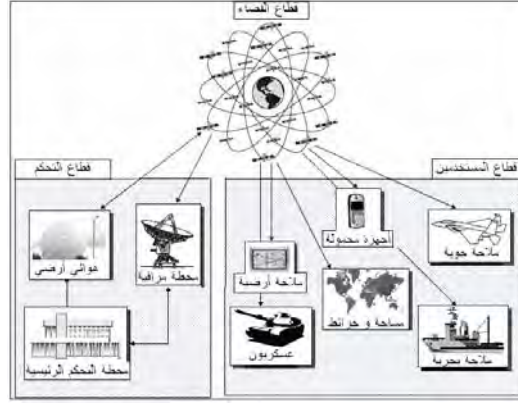 قطاع الفضاء
قطاع المستخدمين
قطاع التحكم
أجهزة محمولة
ملاحة جوية
هوائي أرضي
محطة مراقبة
ملاحة أرضية
مساحة و خرائط
عسكريون
ملاحة بحرية
محطة التحكم الرئيسية